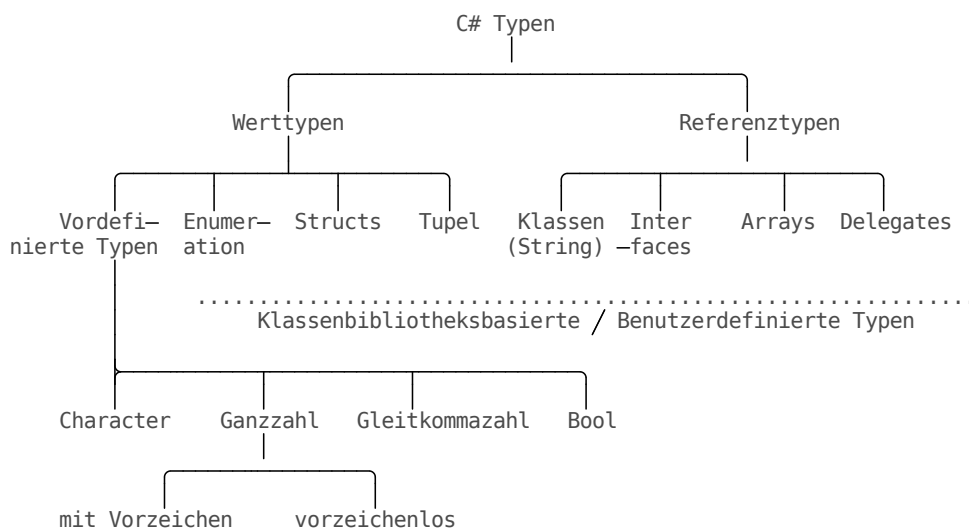 C# Typen
Werttypen Referenztypen
Vordefi– Enumer– Structs Tupel Klassen Inter Arrays Delegates
nierte Typen ation (String) –faces
Klassenbibliotheksbasierte / Benutzerdefinierte Typen
Character Ganzzahl Gleitkommazahl Bool
mit Vorzeichen vorzeichenlos